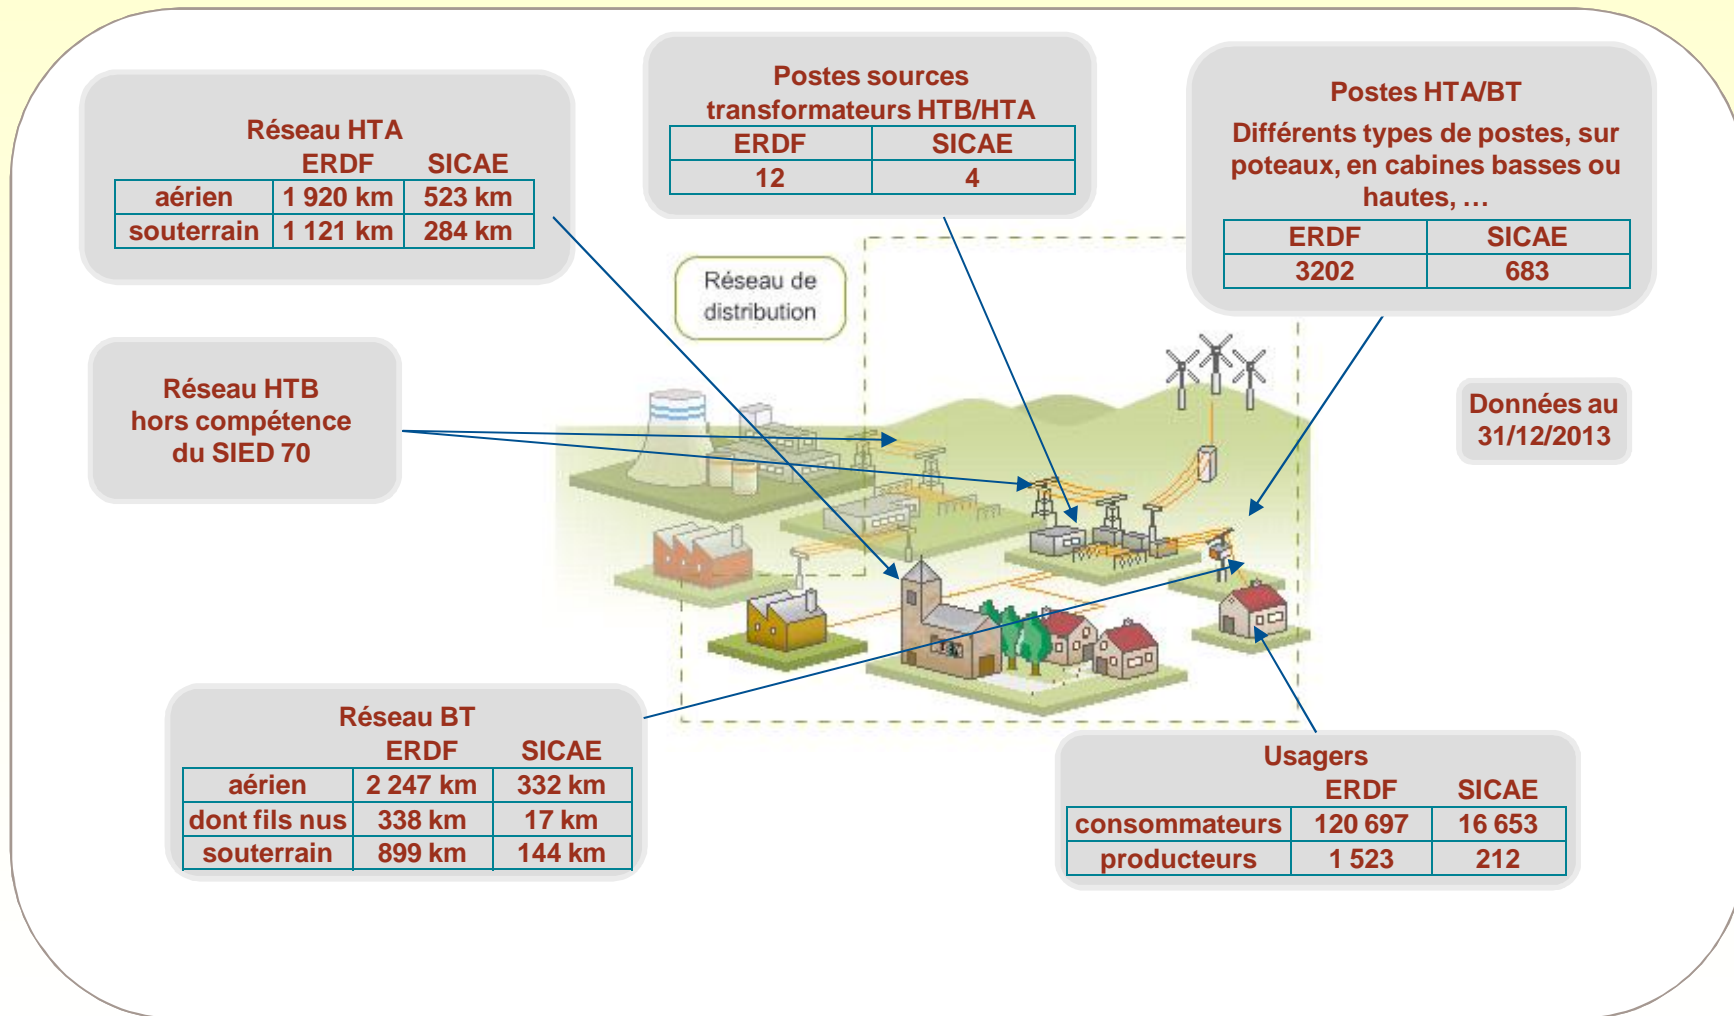 Réseau HTA
ERDF SICAE
aérien 1 920 km 523 km
souterrain 1 121 km 284 km
Postes sources
transformateurs HTB/HTA
ERDF SICAE
12 4
Postes HTA/BT
Différents types de postes, sur
poteaux, en cabines basses ou
hautes, …
ERDF SICAE
3202 683
Réseau de
distribution
Réseau HTB
hors compétence
du SIED 70
Données au
31/12/2013
Réseau BT
ERDF SICAE
aérien 2 247 km 332 km
dont fils nus 338 km 17 km
souterrain 899 km 144 km
Usagers
ERDF SICAE
consommateurs 120 697 16 653
producteurs 1 523 212